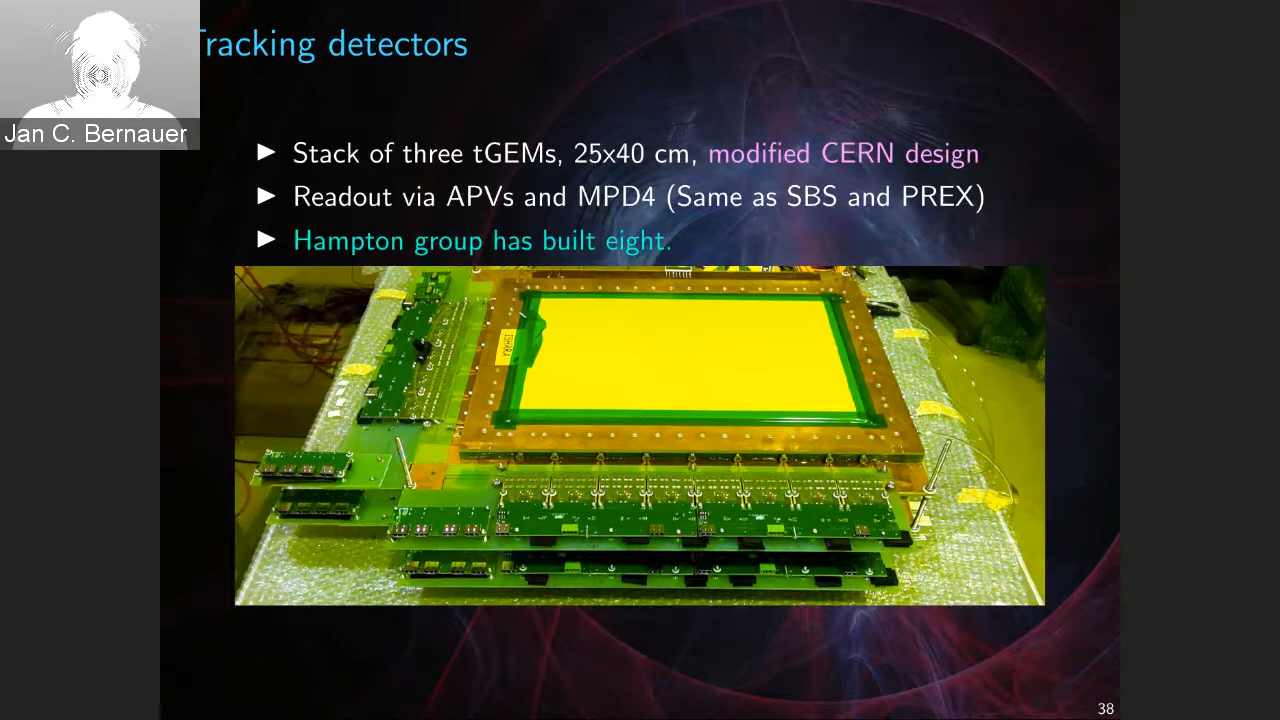 Tracking detectors
Jan C. Bernauer
▶ Stack of three tGEMs, 25x40 cm, modified CERN design
▶ Readout via APVs and MPD4 (Same as SBS and PREX)
▶ Hampton group has built eight.
38